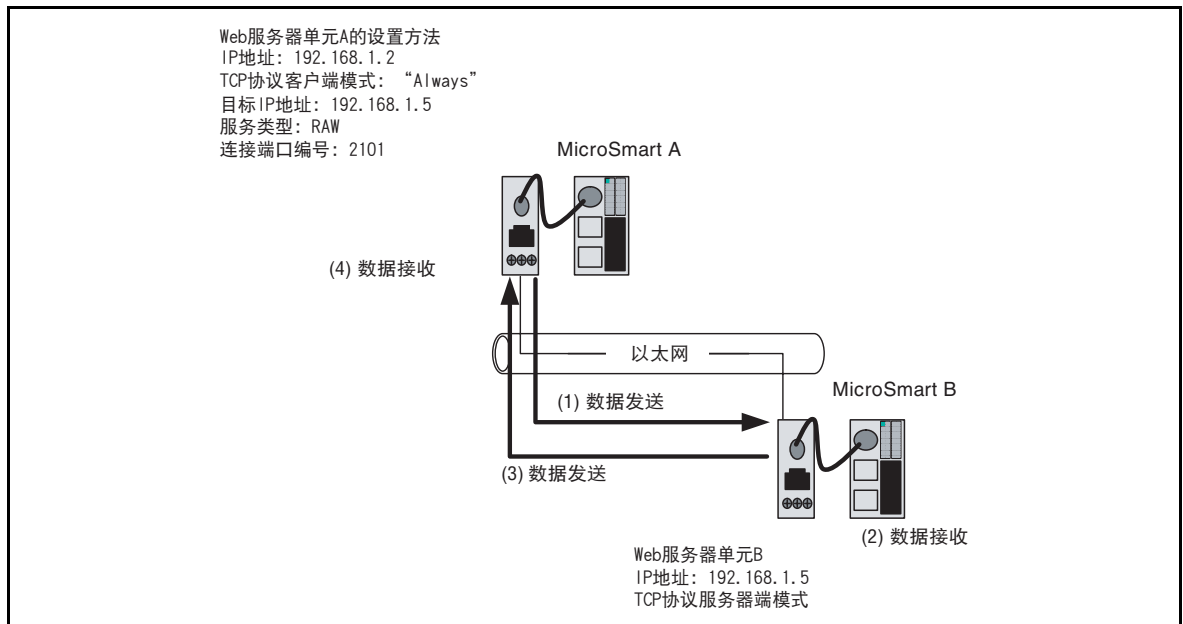 Web服务器单元A的设置方法
IP地址: 192.168.1.2
TCP协议客户端模式: “Always”
目标IP地址: 192.168.1.5
服务类型: RAW
连接端口编号: 2101
MicroSmart A
(4) 数据接收
以太网
MicroSmart B
(1) 数据发送
(3) 数据发送
(2) 数据接收
Web服务器单元B
IP地址: 192.168.1.5
TCP协议服务器端模式